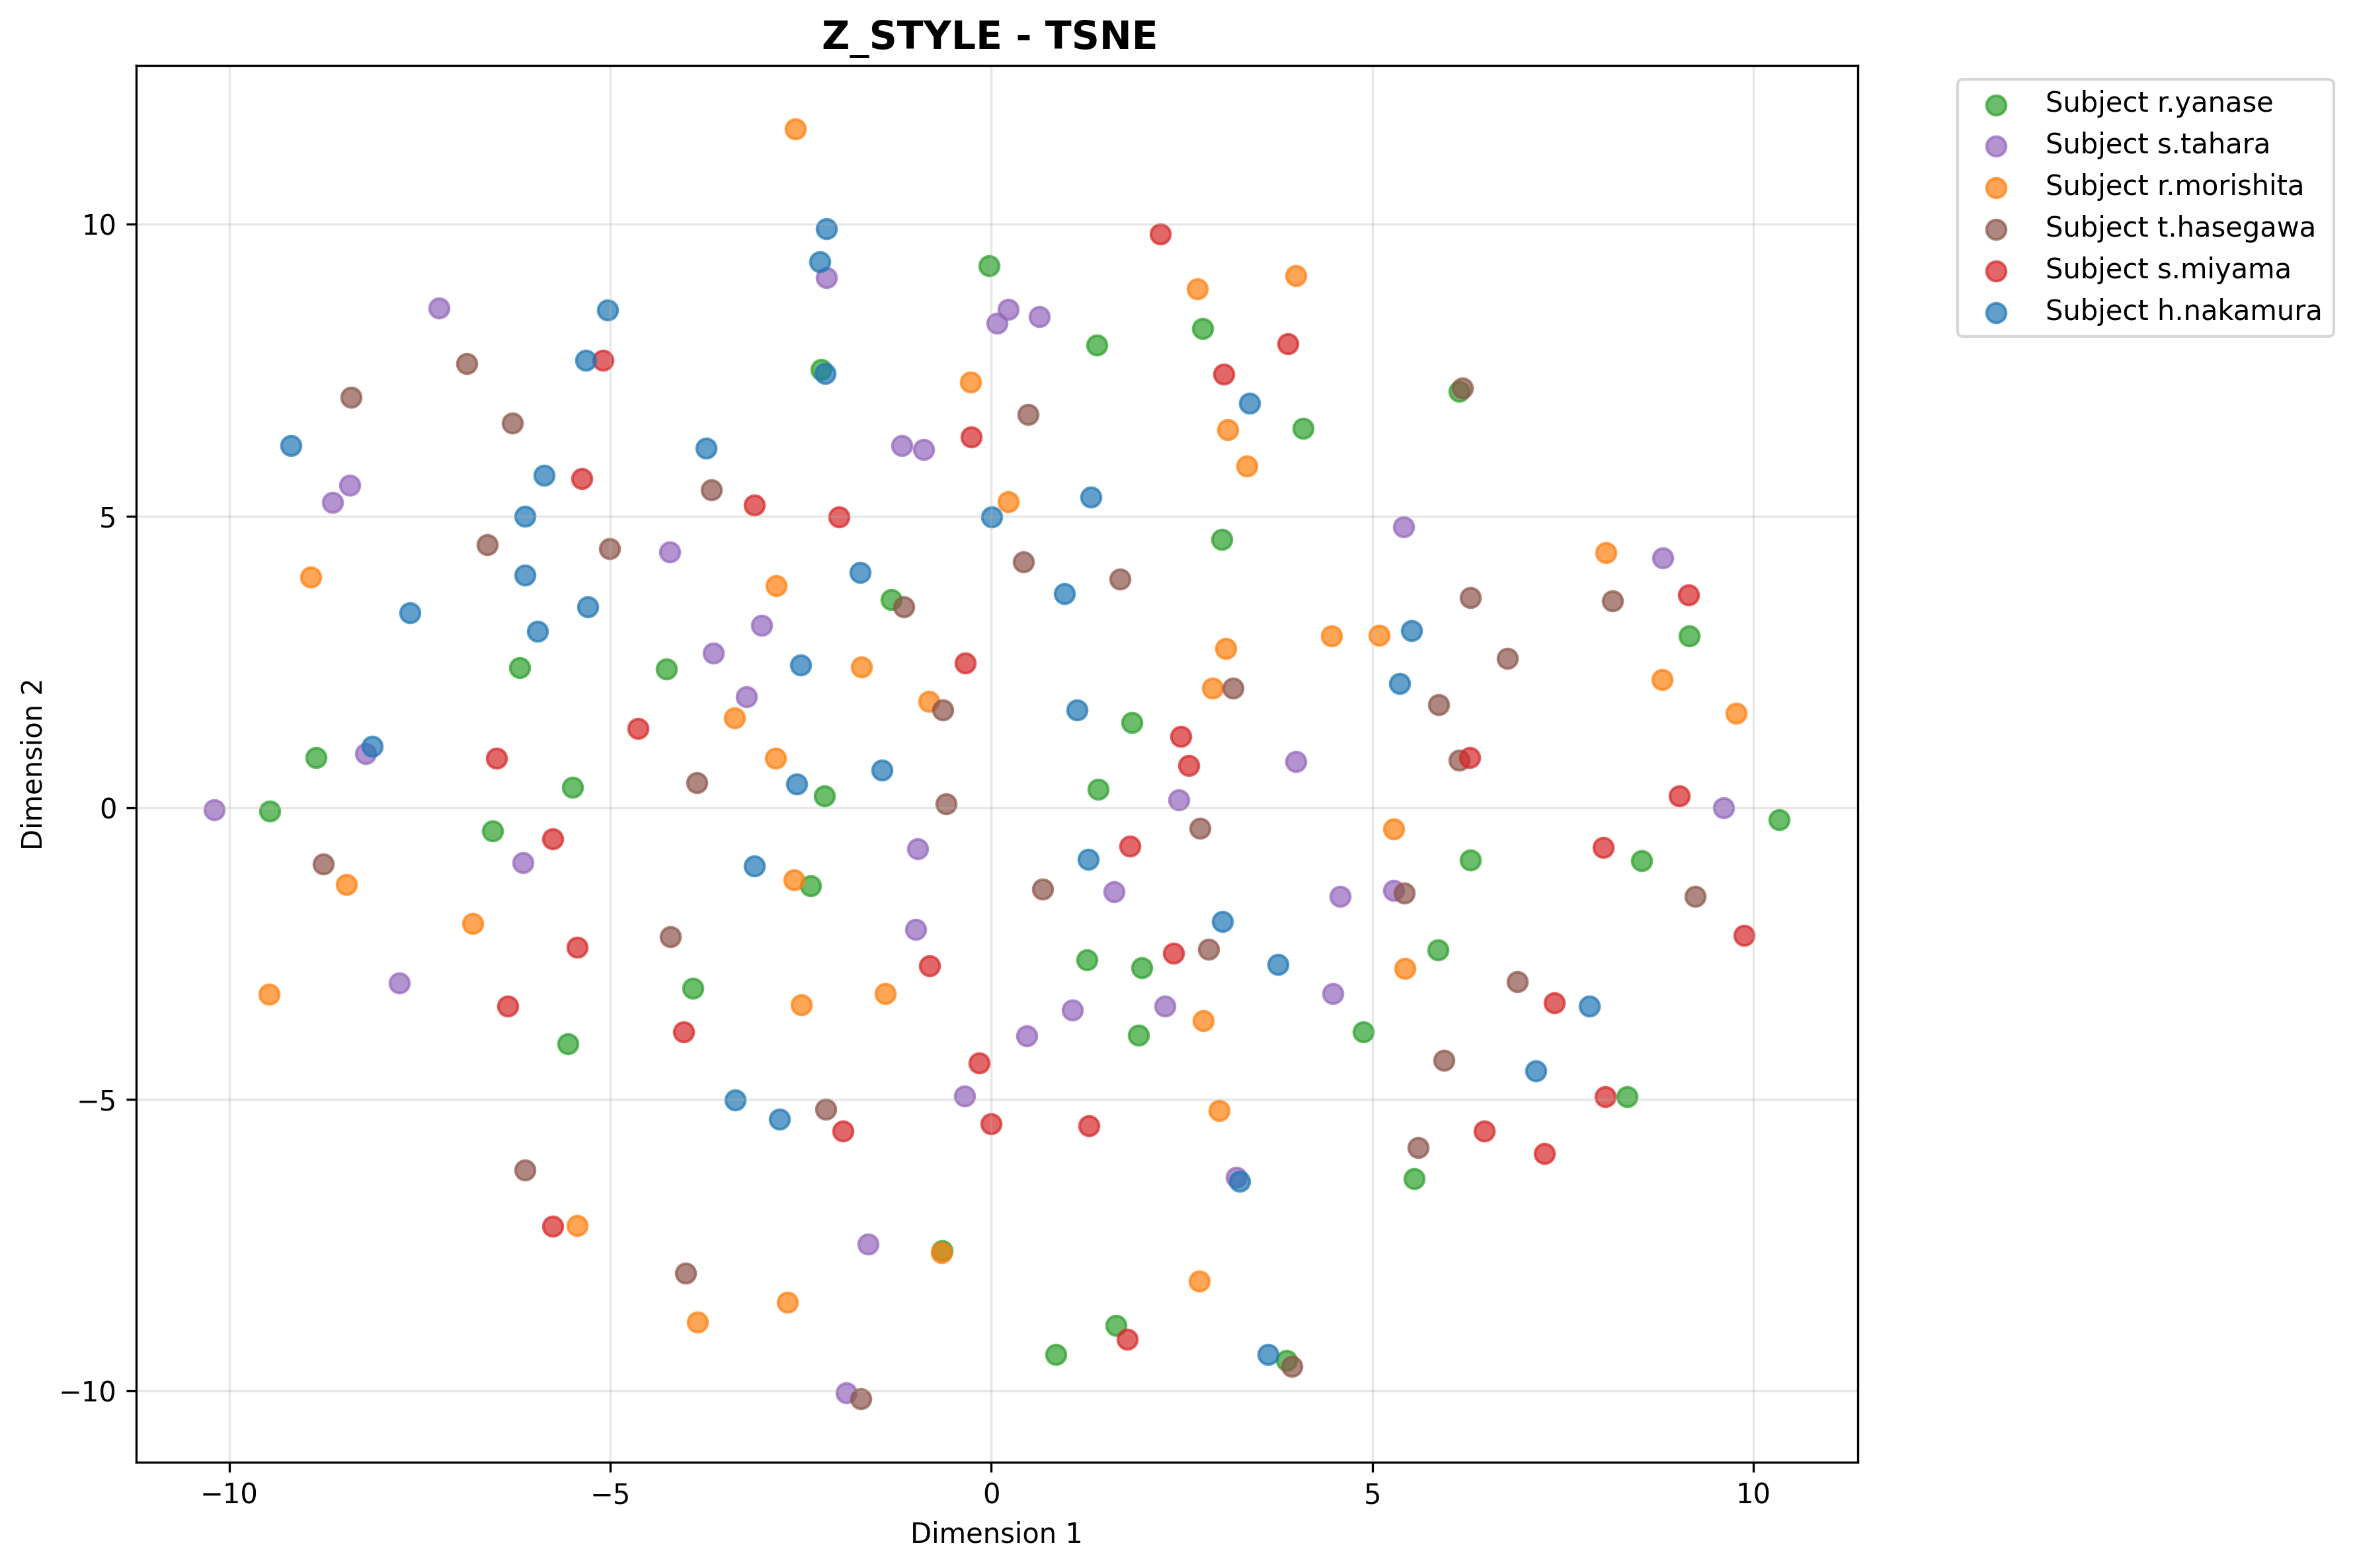 Z_STYLE - TSNE
Subject r.yanase
Subject s.tahara
Subject r.morishita
Subject t.hasegawa
Subject s.miyama
Subject h.nakamura
Dimension 2
10
5
0
−5
−10
−10
−5
0
5
10
Dimension 1